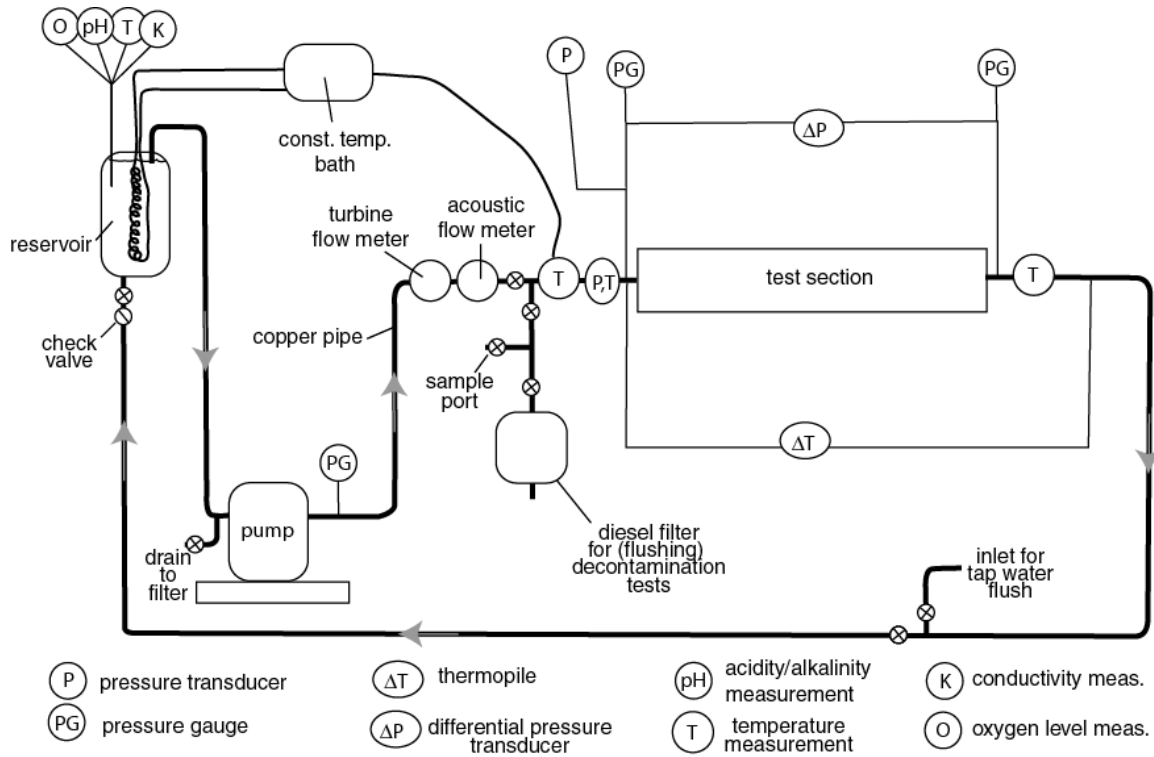 O pH T K
const. temp.
bath
reservoir
check
valve
turbine
flow meter
acoustic
flow meter
copper pipe
sample
port
T
P,T
P
PG
PG
ΔP
test section
T
ΔT
PG
pump
drain
to
filter
diesel filter
for (flushing)
decontamination
tests
inlet for
tap water
flush
P pressure transducer
PG pressure gauge
ΔT thermopile
ΔP differential pressure
transducer
pH acidity/alkalinity
measurement
T temperature
measurement
K conductivity meas.
O oxygen level meas.